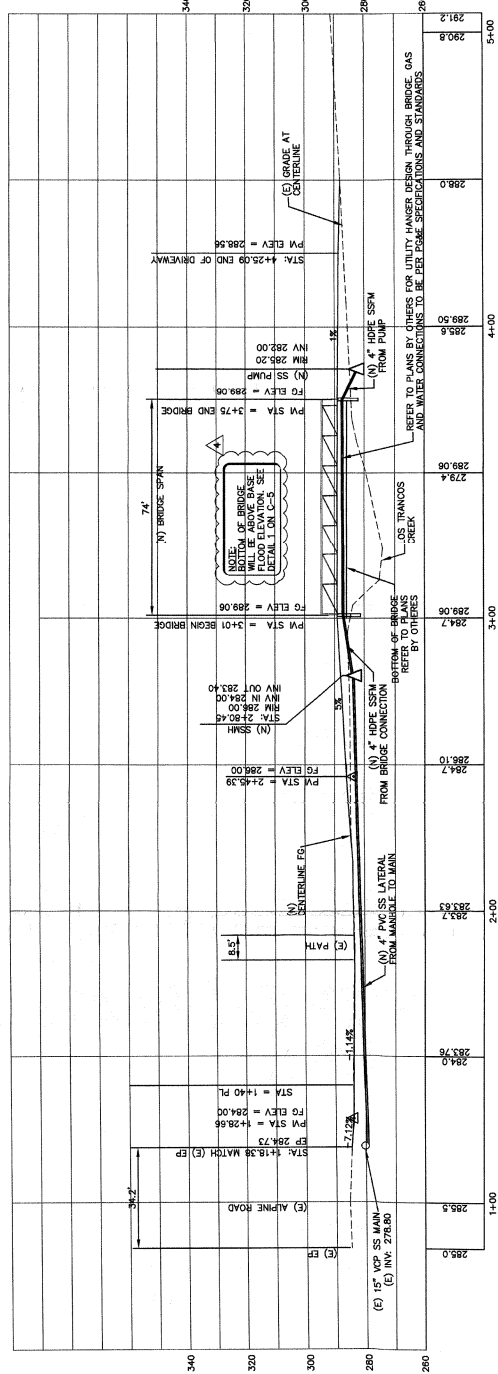 340
320
300
280
260
34.2'
(E) EP
(E) ALPINE ROAD
STA: 1+18.38 MATCH (E) EP
EP 284.73
PVI STA = 1+28.66
FG ELEV = 284.00
STA = 1+40 PL
-7.12%
-1.14%
(E) 15" VCP SS MAIN
(E) INV: 278.80
8.5'
(E) PATH
(N)
CENTERLINE FG
(N) 4" PVC SS LATERAL
FROM MANHOLE TO MAIN
PVI STA = 2+45.39
FG ELEV = 286.00
(N) SSMH
STA: 2+80.45
RIM 286.00
INV IN 284.00
INV OUT 283.40
5%
(N) 4" HDPE SSFM
FROM BRIDGE CONNECTION
74'
(N) BRIDGE SPAN
PVI STA = 3+01 BEGIN BRIDGE
FG ELEV = 289.06
NOTE:
BOTTOM OF BRIDGE
WILL BE ABOVE BASE
FLOOD ELEVATION. SEE
DETAIL 1 ON C-5
4
BOTTOM OF BRIDGE
REFER TO PLANS
BY OTHERES
LOS TRANCOS
CREEK
PVI STA = 3+75 END BRIDGE
FG ELEV = 289.06
(N) SS PUMP
RIM 285.20
INV 282.00
1%
(N) 4" HDPE SSFM
FROM PUMP
REFER TO PLANS BY OTHERS FOR UTILITY HANGER DESIGN THROUGH BRIDGE. GAS
AND WATER CONNECTIONS TO BE PER PG&E SPECIFICATIONS AND STANDARDS
STA: 4+25.09 END OF DRIVEWAY
PVI ELEV = 288.56
(E) GRADE AT
CENTERLINE
285.0
285.5
283.76
284.0
283.63
283.7
286.10
284.7
289.06
284.7
289.06
279.4
289.50
285.6
288.0
290.8
291.2
1+00
2+00
3+00
4+00
5+00